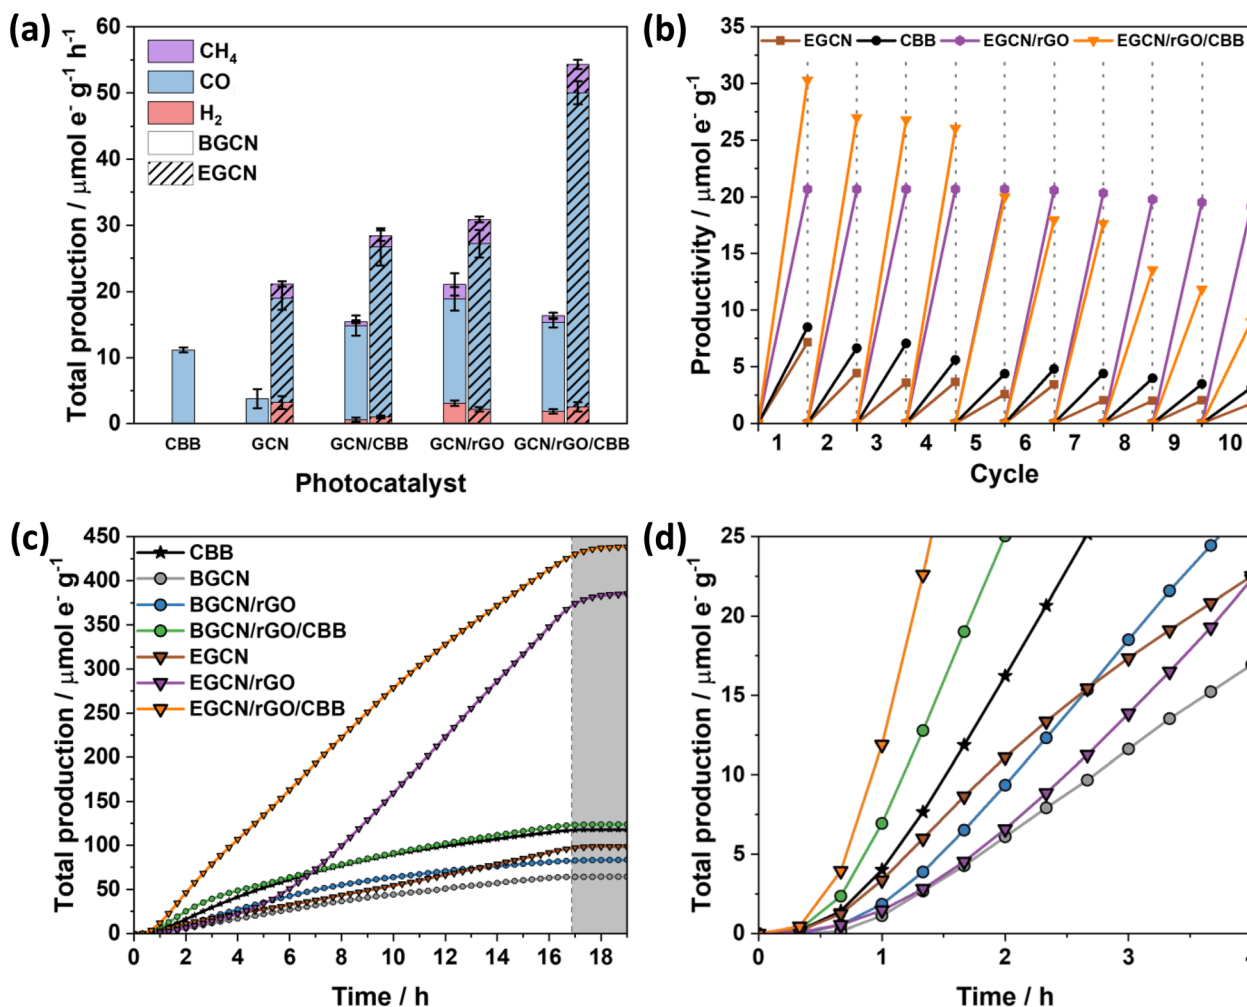 (a)
Total production / μmol e⁻ g⁻¹ h⁻¹
60
50
40
30
20
10
0
CH₄
CO
H₂
BGCN
EGCN
CBB
GCN
GCN/CBB
GCN/rGO
GCN/rGO/CBB
Photocatalyst
(b)
Productivity / μmol e⁻ g⁻¹
35
30
25
20
15
10
5
0
EGCN
CBB
EGCN/rGO
EGCN/rGO/CBB
1 2 3 4 5 6 7 8 9 10
Cycle
(c)
Total production / μmol e⁻ g⁻¹
450
400
350
300
250
200
150
100
50
0
CBB
BGCN
BGCN/rGO
BGCN/rGO/CBB
EGCN
EGCN/rGO
EGCN/rGO/CBB
0 2 4 6 8 10 12 14 16 18
Time / h
(d)
Total production / μmol e⁻ g⁻¹
25
20
15
10
5
0
0 1 2 3
Time / h